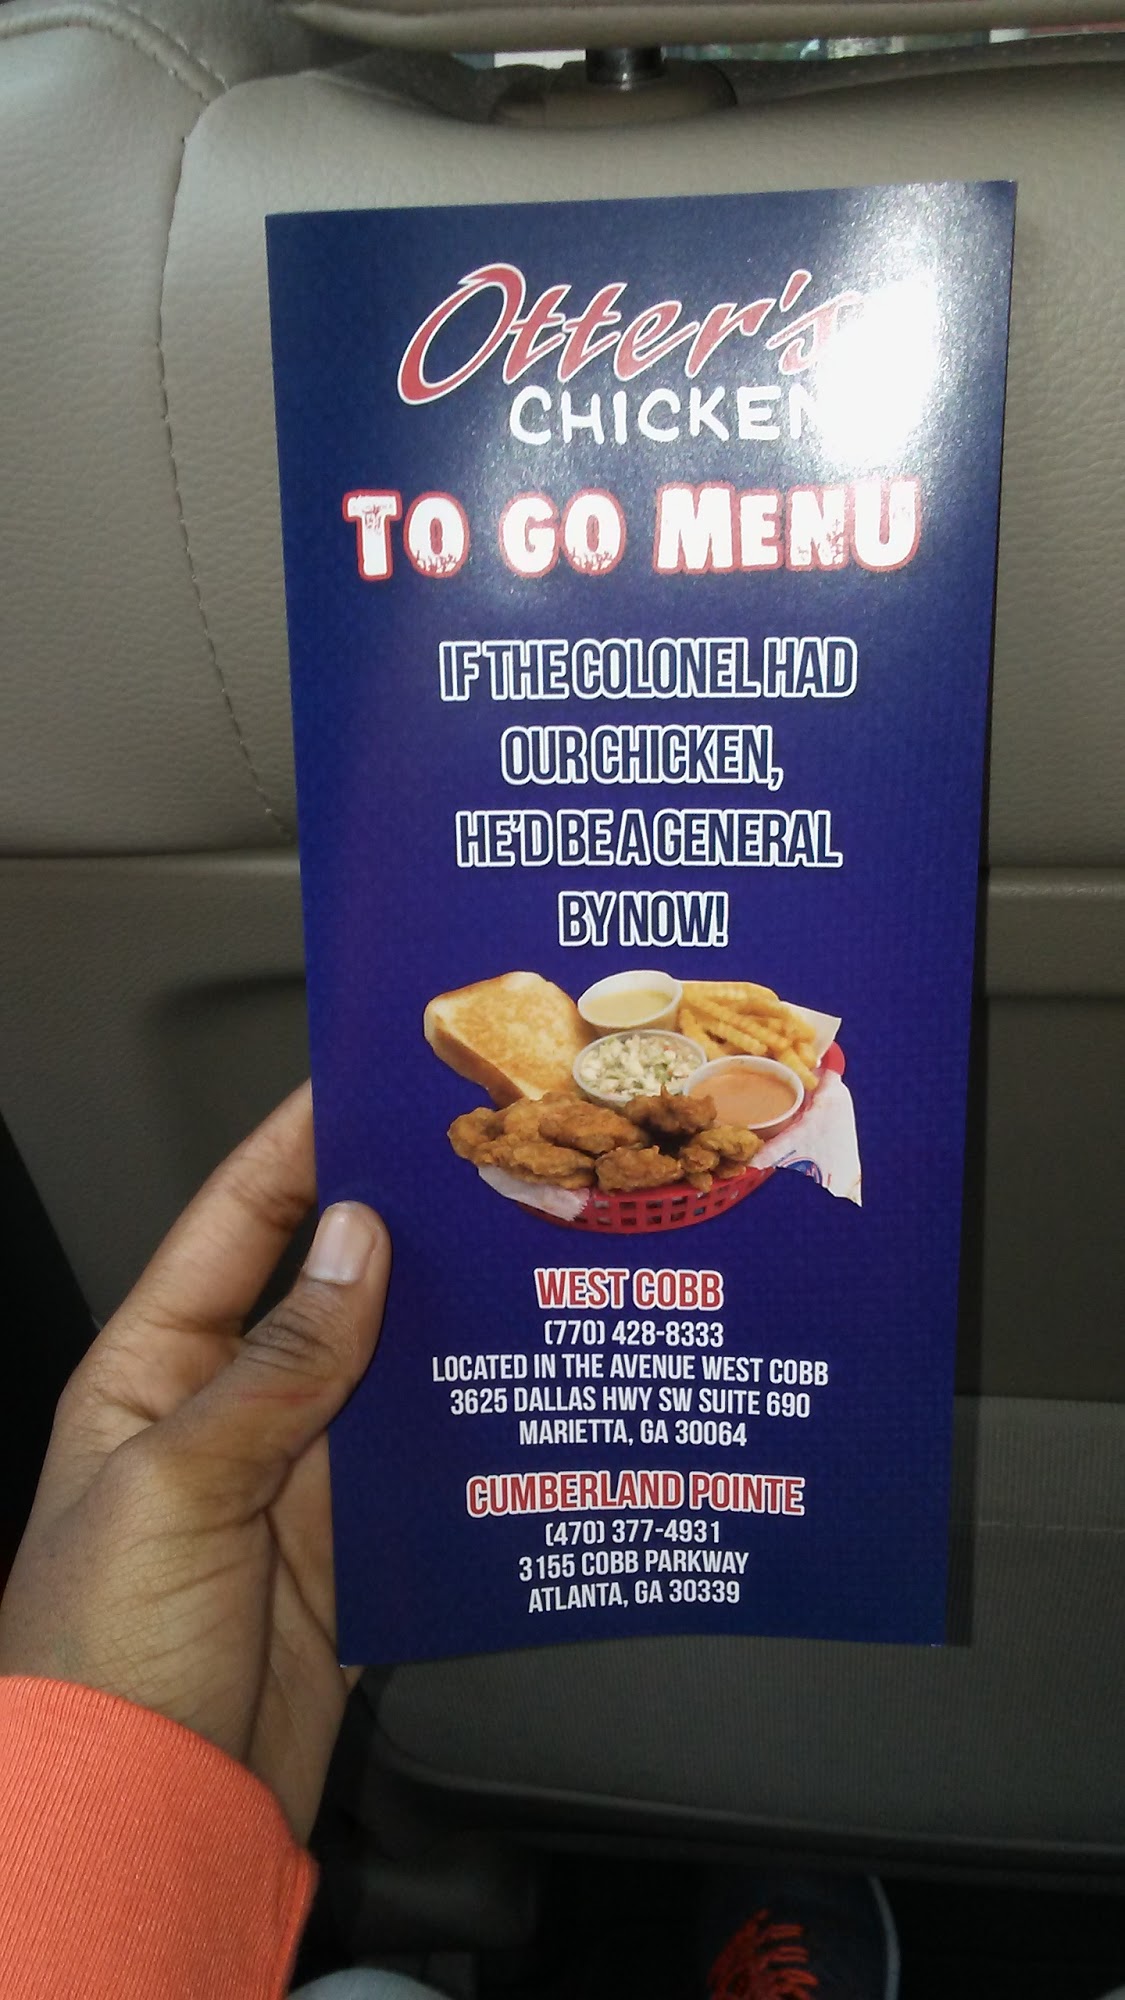 Otter's
CHICKEN
TO GO MENU
IF THE COLONEL HAD
OUR CHICKEN,
HE'D BE A GENERAL
BY NOW!
WEST COBB
(770) 428-8333
LOCATED IN THE AVENUE WEST COBB
3625 DALLAS HWY SW SUITE 690
MARIETTA, GA 30064
CUMBERLAND POINTE
(470) 377-4931
3155 COBB PARKWAY
ATLANTA, GA 30339